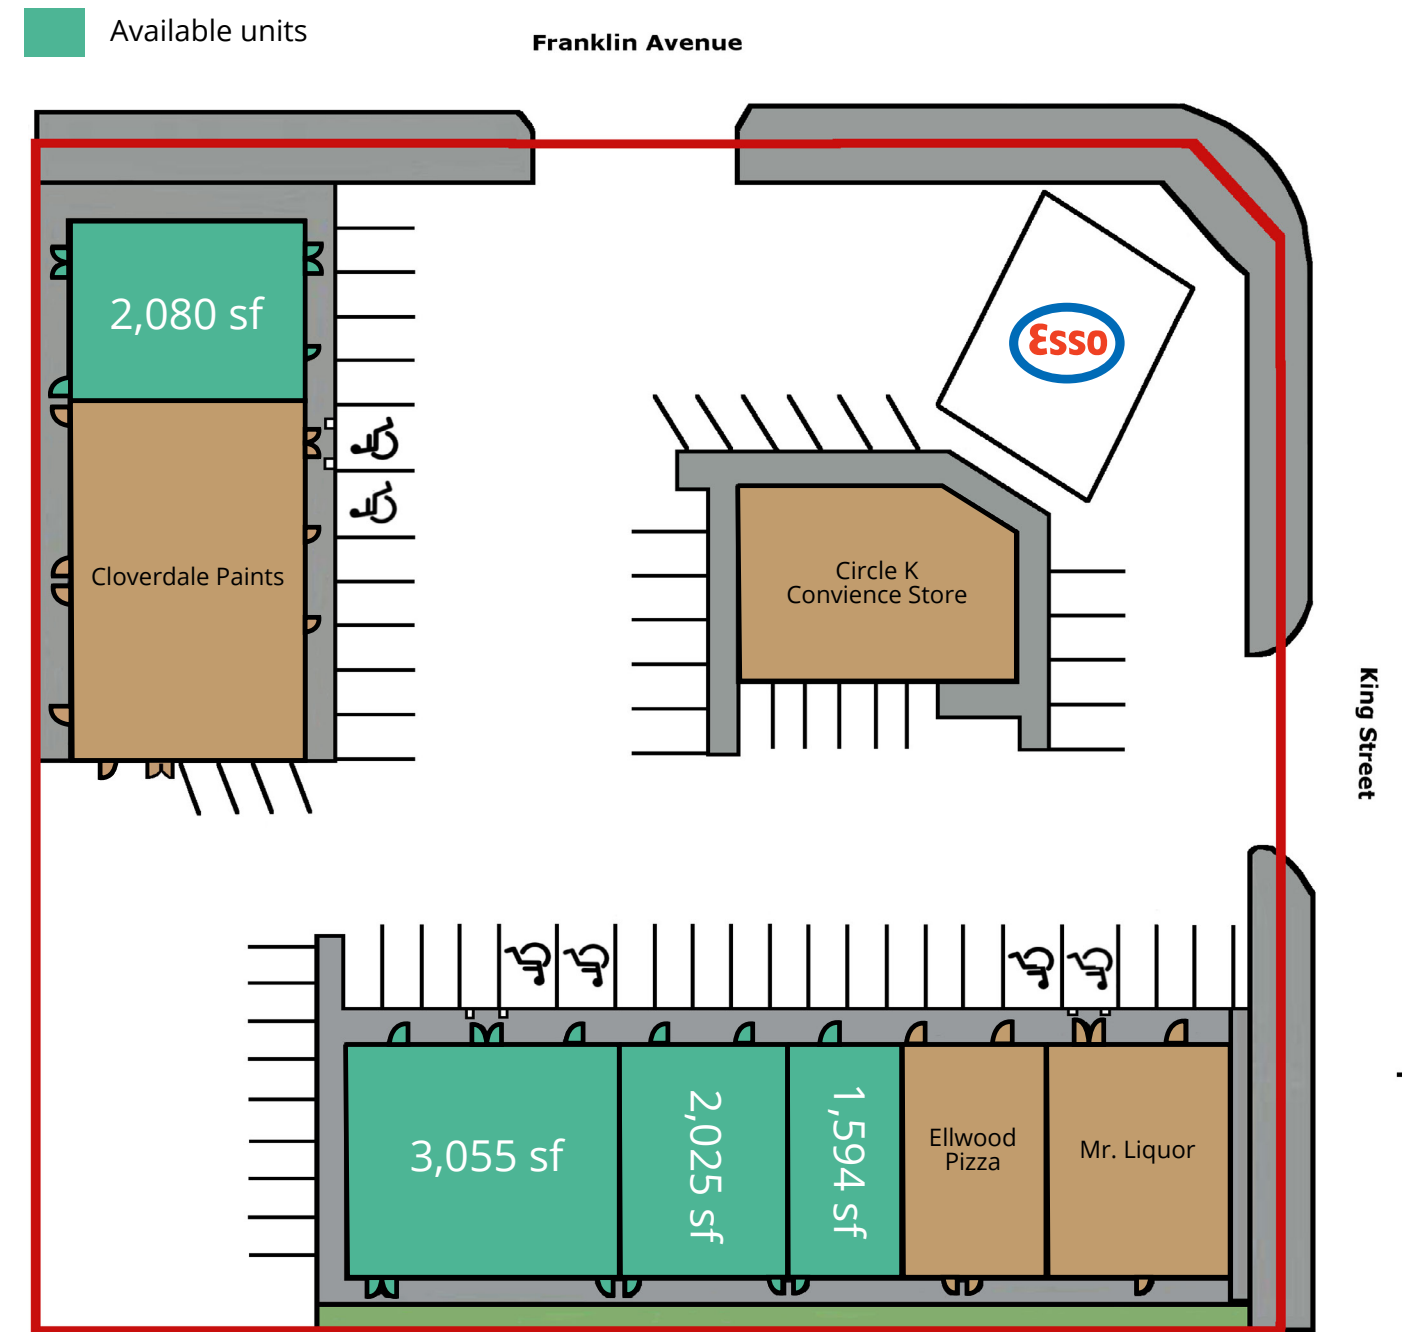 Available units
Franklin Avenue
2,080 sf
Esso
Cloverdale Paints
Circle K
Convience Store
King Street
3,055 sf
2,025 sf
1,594 sf
Ellwood
Pizza
Mr. Liquor